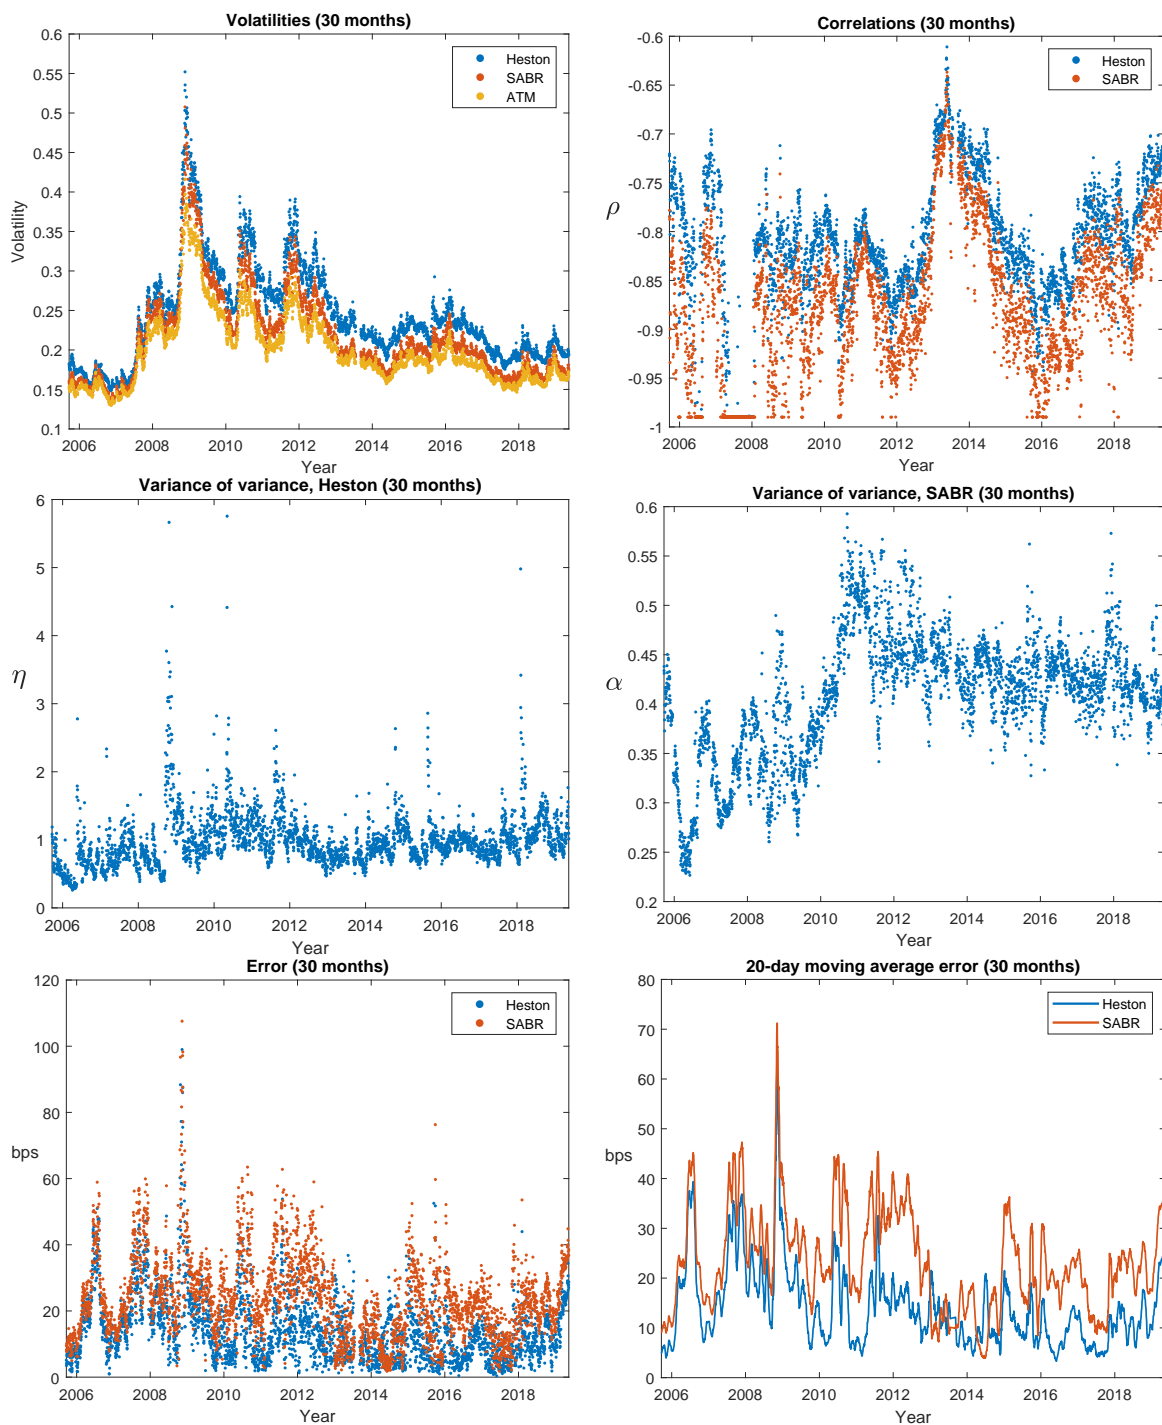 Volatilities (30 months)
0.6
0.55
0.5
0.45
0.4
0.35
0.3
0.25
0.2
0.15
0.1
Volatility
Heston
SABR
ATM
2006 2008 2010 2012 2014 2016 2018
Year
Correlations (30 months)
-0.6
-0.65
-0.7
-0.75
-0.8
-0.85
-0.9
-0.95
-1
ρ
Heston
SABR
2006 2008 2010 2012 2014 2016 2018
Year
Variance of variance, Heston (30 months)
6
5
4
3
2
1
0
η
2006 2008 2010 2012 2014 2016 2018
Year
Variance of variance, SABR (30 months)
0.6
0.55
0.5
0.45
0.4
0.35
0.3
0.25
0.2
α
2006 2008 2010 2012 2014 2016 2018
Year
Error (30 months)
120
100
80
60
40
20
0
bps
Heston
SABR
2006 2008 2010 2012 2014 2016 2018
Year
20-day moving average error (30 months)
80
70
60
50
40
30
20
10
0
bps
Heston
SABR
2006 2008 2010 2012 2014 2016 2018
Year